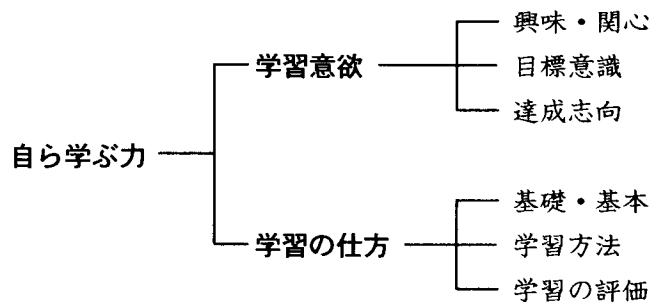 興味・関心
学習意欲
目標意識
達成志向
自ら学ぶ力
基礎・基本
学習の仕方
学習方法
学習の評価